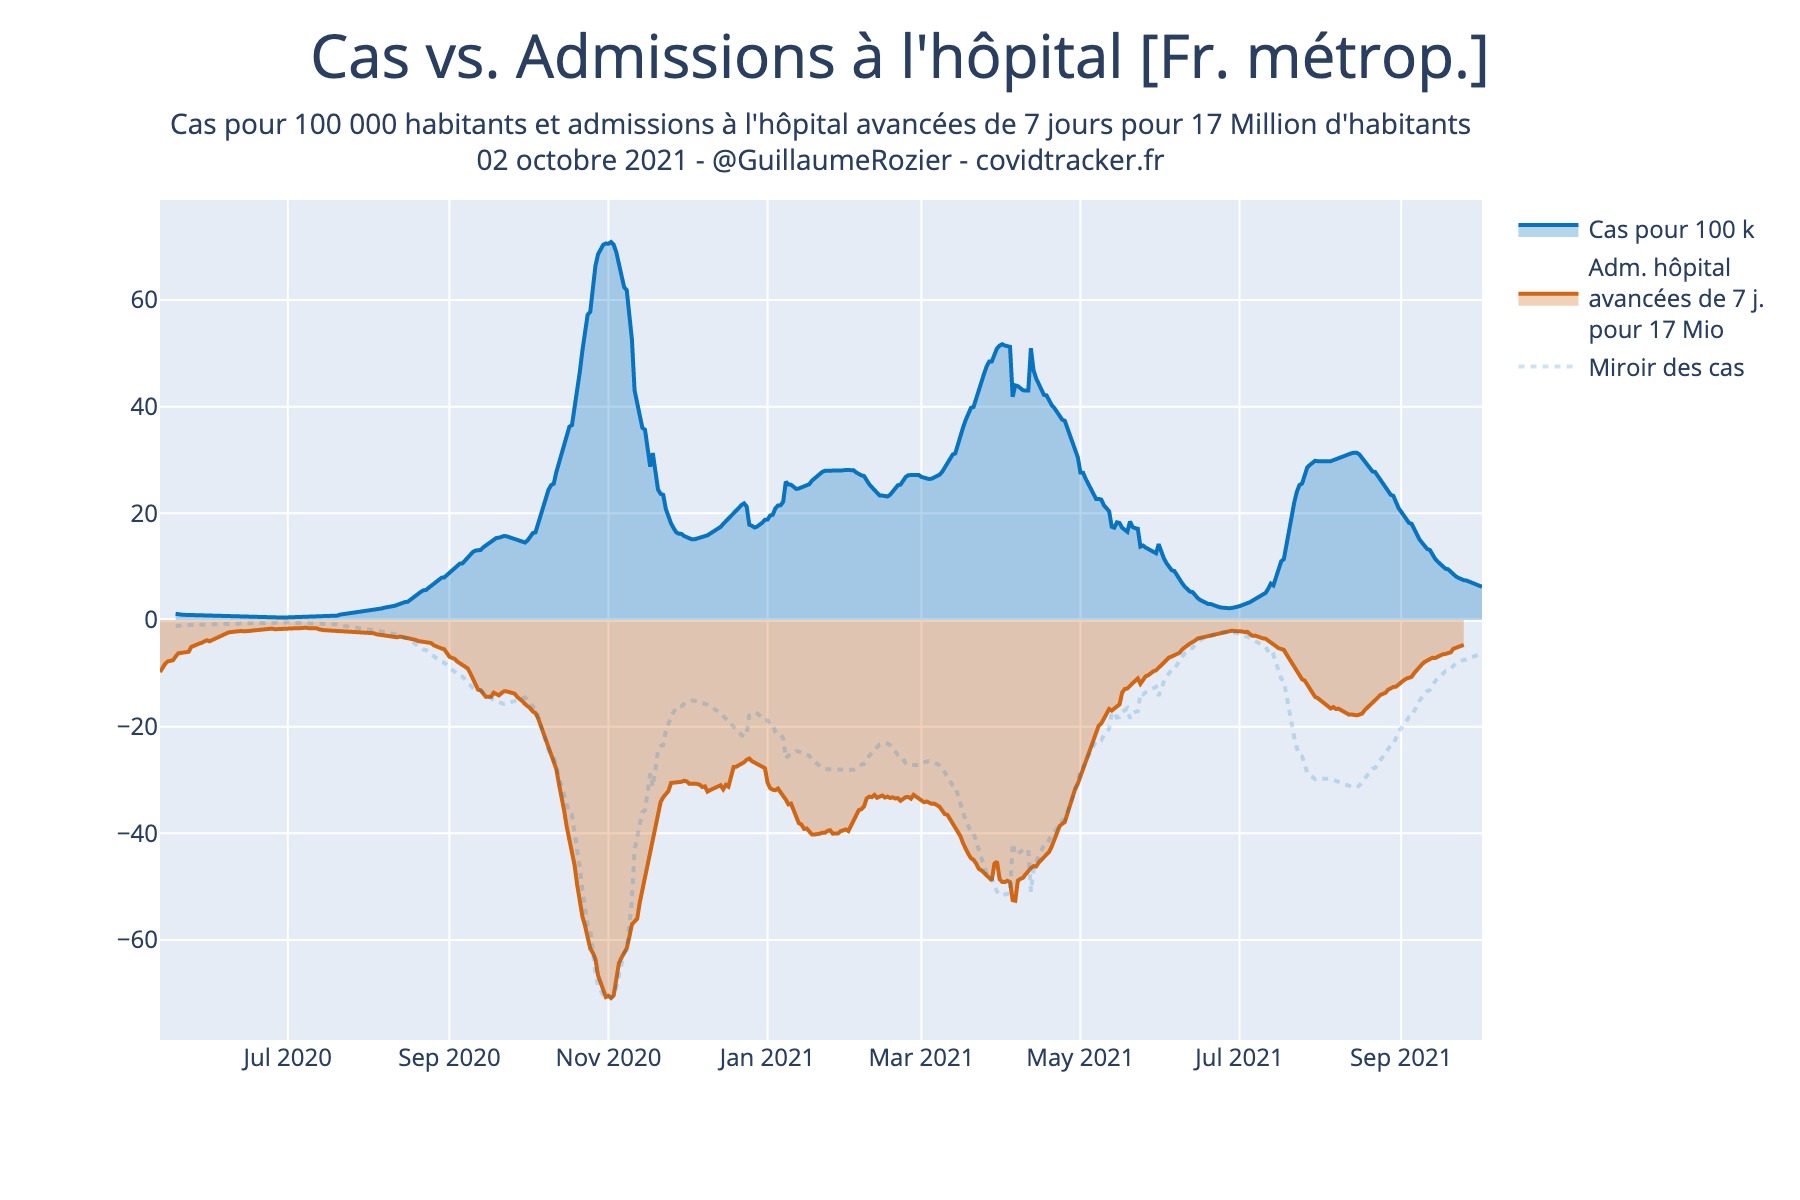 Cas vs. Admissions à l'hôpital [Fr. métrop.]
Cas pour 100 000 habitants et admissions à l'hôpital avancées de 7 jours pour 17 Million d'habitants
02 octobre 2021 - @GuillaumeRozier - covidtracker.fr
Cas pour 100 k
Adm. hôpital
avancées de 7 j.
pour 17 Mio
Miroir des cas
60
40
20
0
−20
−40
−60
Jul 2020
Sep 2020
Nov 2020
Jan 2021
Mar 2021
May 2021
Jul 2021
Sep 2021